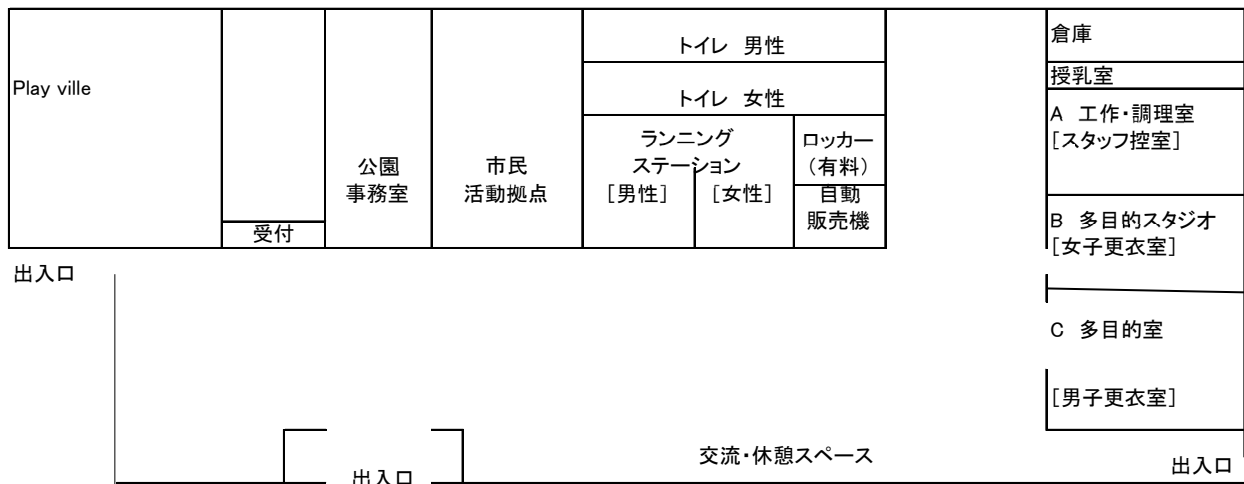 Play ville
受付
公園
事務室
市民
活動拠点
トイレ 男性
トイレ 女性
ランニング
ステーション
[男性]
[女性]
ロッカー
(有料)
自動
販売機
倉庫
授乳室
A 工作・調理室
[スタッフ控室]
B 多目的スタジオ
[女子更衣室]
C 多目的室
[男子更衣室]
出入口
出入口
交流・休憩スペース
出入口